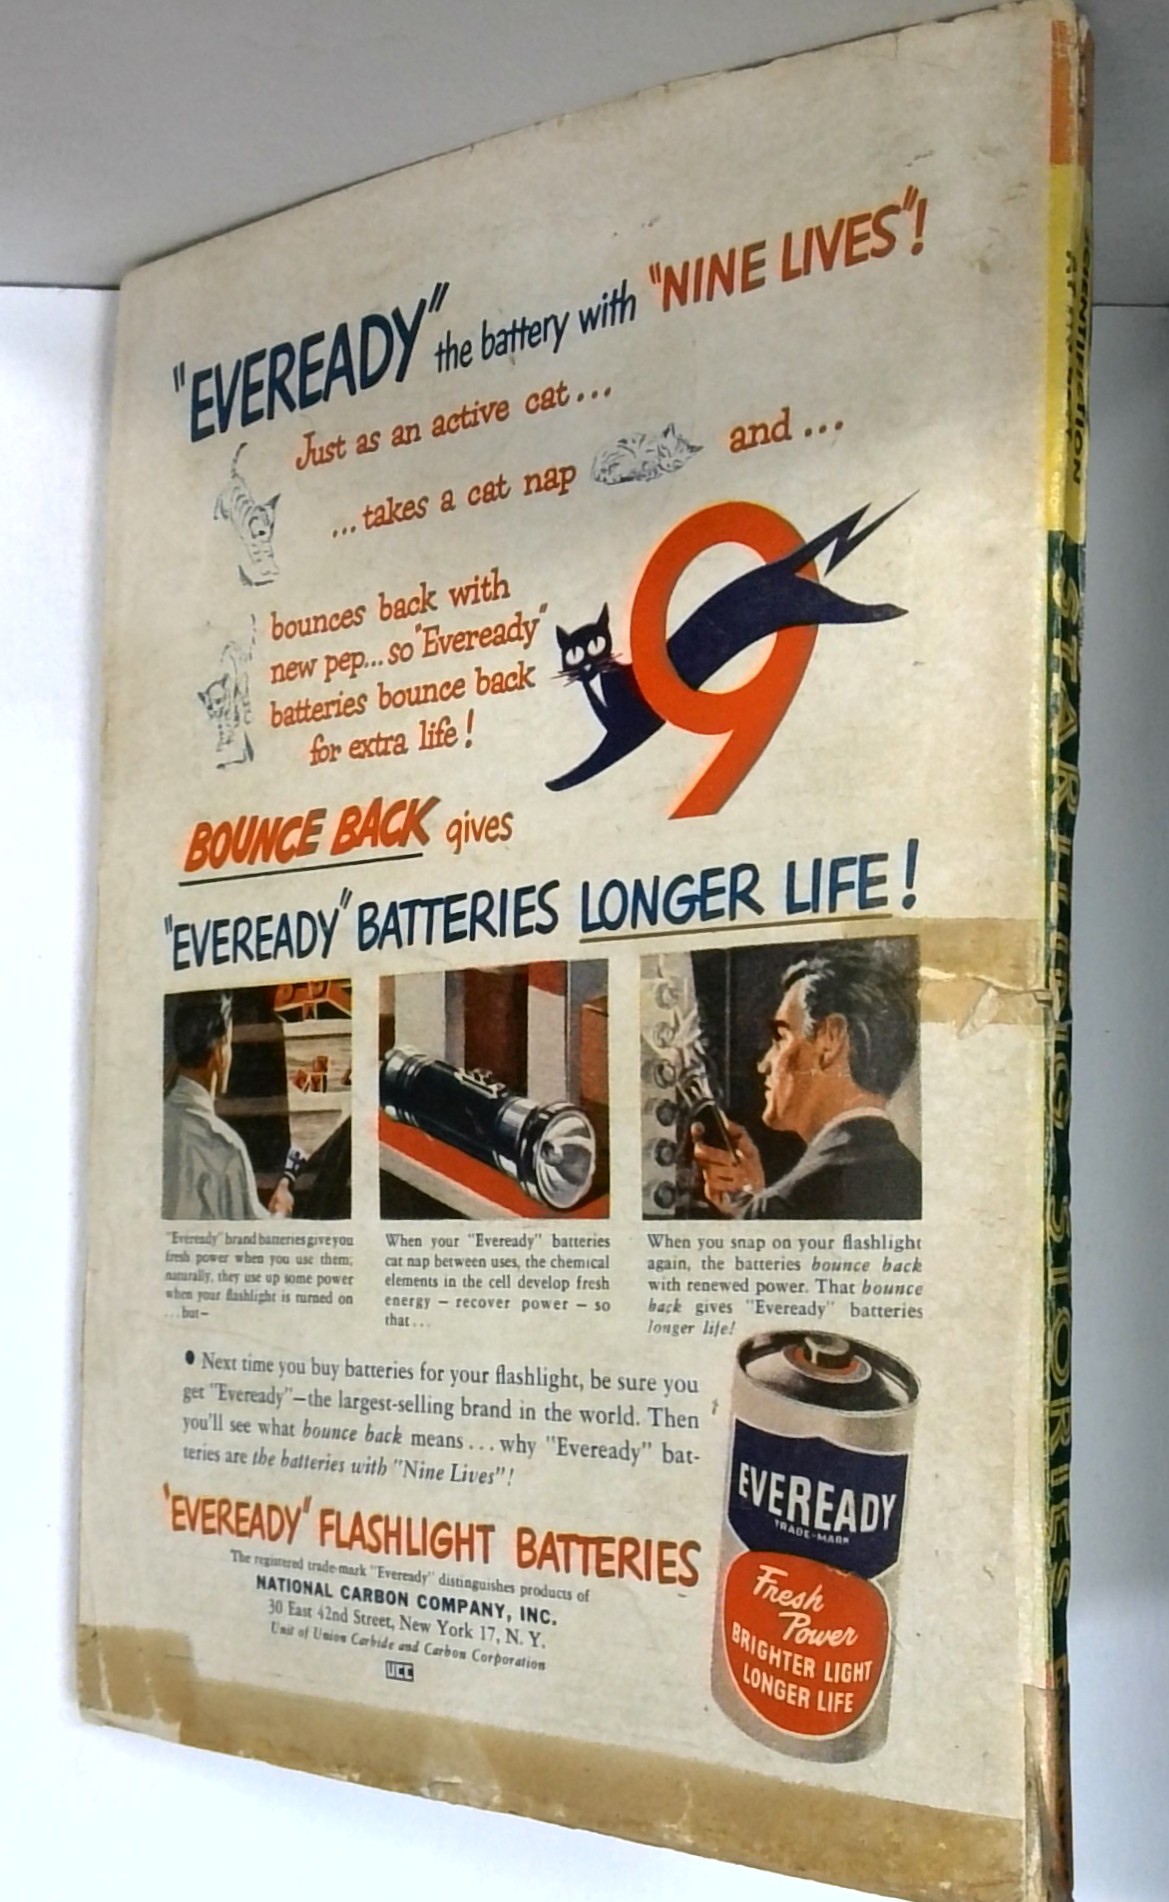 "EVEREADY" the battery with "NINE LIVES"!
Just as an active cat...
...takes a cat nap and...
bounces back with
new pep...so "Eveready"
batteries bounce back
for extra life!
9
BOUNCE BACK gives
"EVEREADY" BATTERIES LONGER LIFE!
"Eveready" brand batteries give you
fresh power when you use them;
naturally, they use up some power
when your flashlight is turned on
...but—
When your "Eveready" batteries
cat nap between uses, the chemical
elements in the cell develop fresh
energy — recover power — so
that...
When you snap on your flashlight
again, the batteries bounce back
with renewed power. That bounce
back gives "Eveready" batteries
longer life!
• Next time you buy batteries for your flashlight, be sure you
get "Eveready"—the largest-selling brand in the world. Then
you'll see what bounce back means...why "Eveready" bat-
teries are the batteries with "Nine Lives"!
"EVEREADY" FLASHLIGHT BATTERIES
The registered trade-mark "Eveready" distinguishes products of
NATIONAL CARBON COMPANY, INC.
30 East 42nd Street, New York 17, N. Y.
Unit of Union Carbide and Carbon Corporation
UCC
EVEREADY
TRADE-MARK
Fresh
Power
BRIGHTER LIGHT
LONGER LIFE
SCIENTIFICTION
STARTLING STORIES